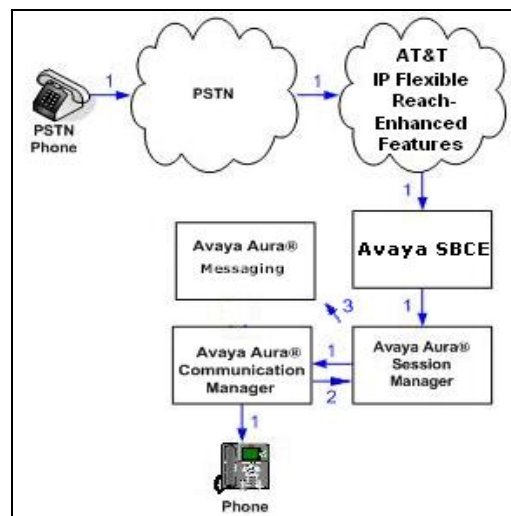 1
PSTN
Phone
PSTN
1
AT&T
IP Flexible
Reach-
Enhanced
Features
1
Avaya Aura®
Messaging
Avaya SBCE
3
1
Avaya Aura®
Communication
Manager
1
2
Avaya Aura®
Session
Manager
1
Phone